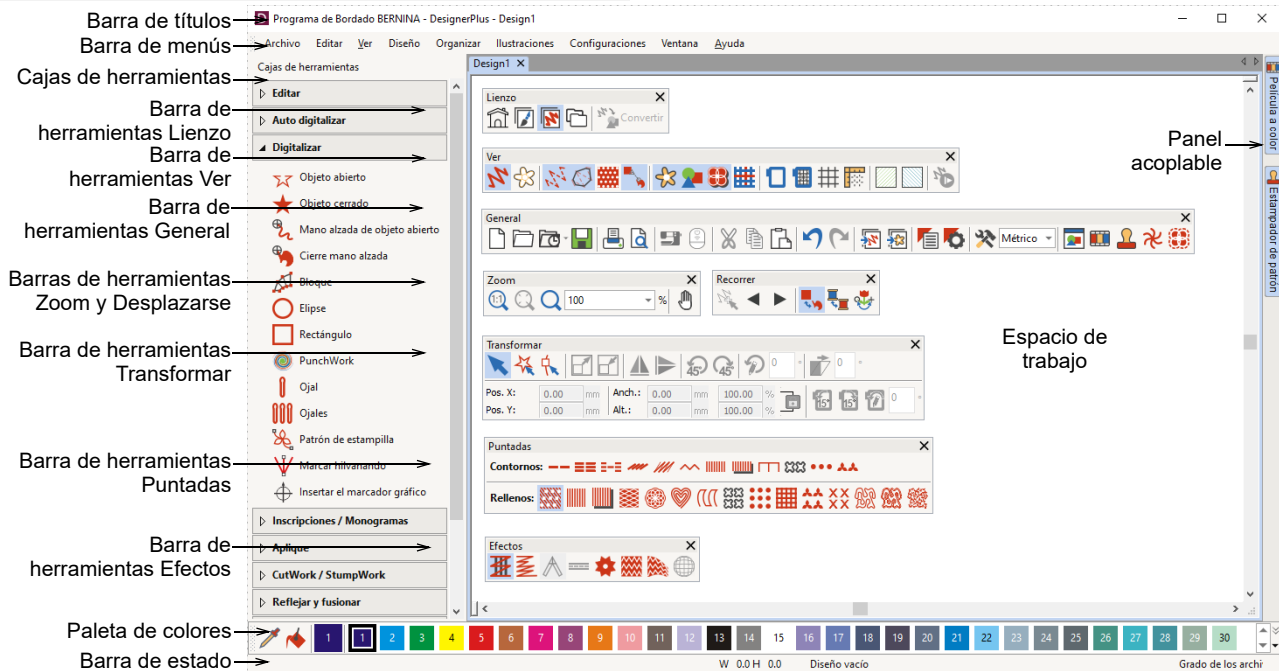 Barra de títulos
Programa de Bordado BERNINA - DesignerPlus - Design1
Barra de menús
Archivo Editar Ver Diseño Organizar Ilustraciones Configuraciones Ventana Ayuda
Cajas de herramientas
Cajas de herramientas
Design1
Editar
Barra de
herramientas Lienzo
Auto digitalizar
Lienzo
Convertir
Barra de
herramientas Ver
Digitalizar
Ver
Objeto abierto
Barra de
herramientas General
Objeto cerrado
Mano alzada de objeto abierto
General
Métrico
Cierre mano alzada
Barras de herramientas
Zoom y Desplazarse
Bloque
Zoom
1:1
100
%
Recorrer
Elipse
Rectángulo
Barra de herramientas
Transformar
PunchWork
Transformar
45°
45°
0
°
0
°
Ojal
Pos. X: 0.00 mm Anch.: 0.00 mm 100.00 %
Pos. Y: 0.00 mm Alt.: 0.00 mm 100.00 %
15°
15°
0
°
Ojales
Patrón de estampilla
Barra de herramientas
Puntadas
Marcar hilvanando
Puntadas
Contornos:
Rellenos:
Insertar el marcador gráfico
Inscripciones / Monogramas
Barra de
herramientas Efectos
Aplique
Efectos
CutWork / StumpWork
Reflejar y fusionar
Panel
acoplable
Película a color
Estampador de patrón
Espacio de
trabajo
Paleta de colores
1 1 2 3 4 5 6 7 8 9 10 11 12 13 14 15 16 17 18 19 20 21 22 23 24 25 26 27 28 29 30
Barra de estado
W 0.0 H 0.0 Diseño vacío Grado de los archi